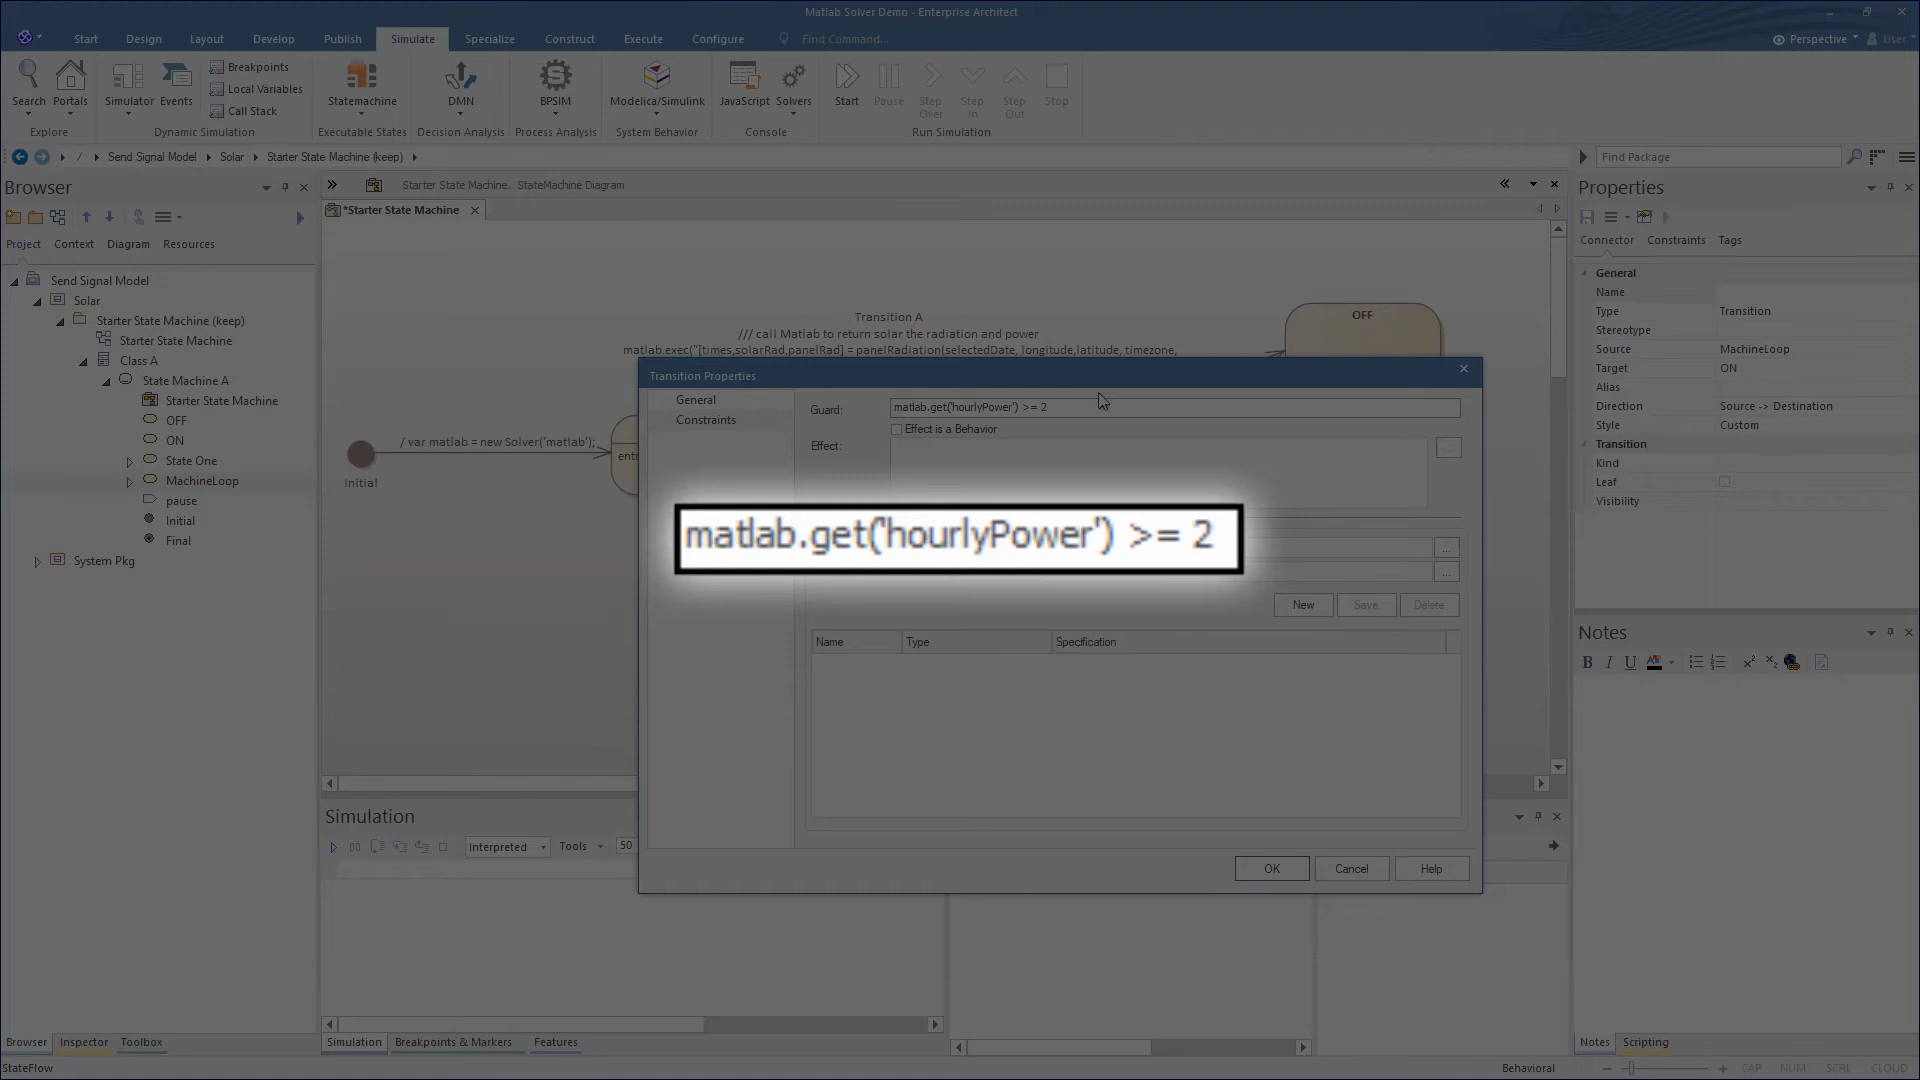 Matlab Solver Demo - Enterprise Architect
Start Design Layout Develop Publish Simulate Specialize Construct Execute Configure Find Command... Perspective User
Search Portals Simulator Events Breakpoints Local Variables Call Stack Statemachine DMN BPSIM Modelica/Simulink JavaScript Solvers Start Pause Step Over Step In Step Out Stop
Explore Dynamic Simulation Executable States Decision Analysis Process Analysis System Behavior Console Run Simulation
/ Send Signal Model Solar Starter State Machine (keep) Find Package
Browser
Project Context Diagram Resources
Send Signal Model
Solar
Starter State Machine (keep)
Starter State Machine
Class A
State Machine A
Starter State Machine
OFF
ON
State One
MachineLoop
pause
Initial
Final
System Pkg
Browser Inspector Toolbox
Starter State Machine. StateMachine Diagram
*Starter State Machine
Transition A
/// call Matlab to return solar the radiation and power
matlab.exec("[times,solarRad,panelRad] = panelRadiation(selectedDate, longitude,latitude, timezone,
OFF
/ var matlab = new Solver('matlab');
Initial
entr
Transition Properties
General
Constraints
Guard: matlab.get('hourlyPower') >= 2
Effect is a Behavior
Effect: ...
matlab.get('hourlyPower') >= 2
...
...
New Save Delete
Name Type Specification
OK Cancel Help
Simulation
Interpreted Tools 50
Simulation Breakpoints & Markers Features
Properties
Connector Constraints Tags
General
Name
Type Transition
Stereotype
Source MachineLoop
Target ON
Alias
Direction Source -> Destination
Style Custom
Transition
Kind
Leaf
Visibility
Notes
B I U
Notes Scripting
StateFlow Behavioral CAP NUM SCRL CLOUD